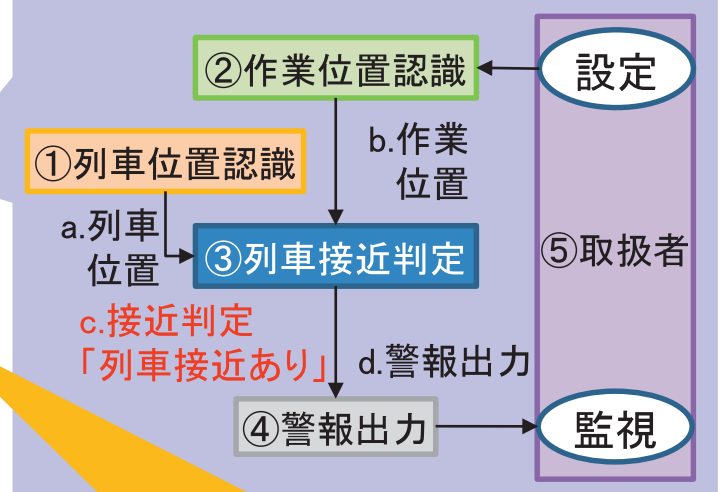 ②作業位置認識
設定
b.作業
位置
①列車位置認識
a.列車
位置
③列車接近判定
⑤取扱者
c.接近判定
「列車接近あり」
d.警報出力
④警報出力
監視